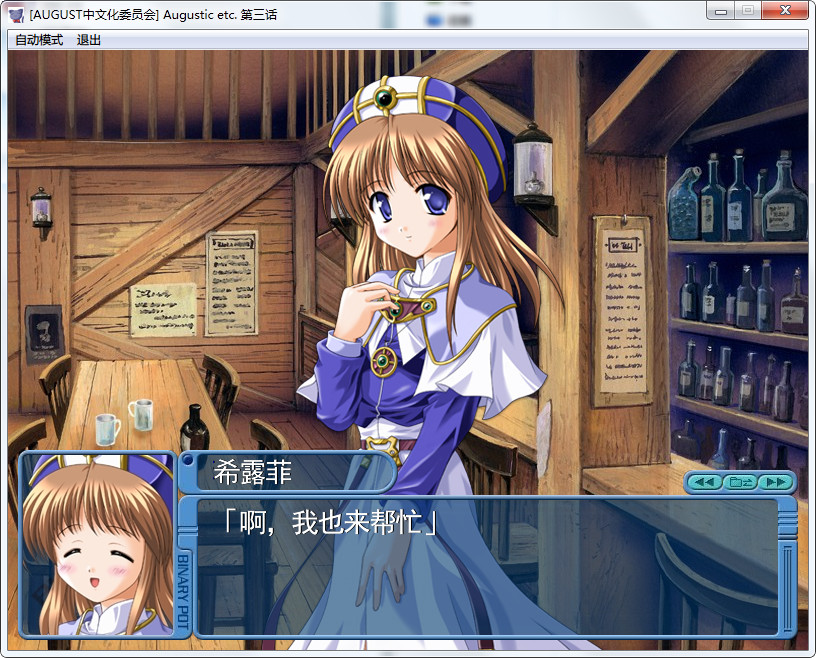 [AUGUST中文化委员会] Augustic etc. 第三话
自动模式 退出
希露菲
「啊，我也来帮忙」
BINARY POT